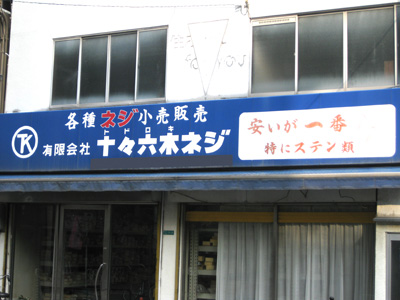 各種ネジ小売販売
TK
有限会社
トドロキ
十々六木ネジ
安いが一番
特にステン類